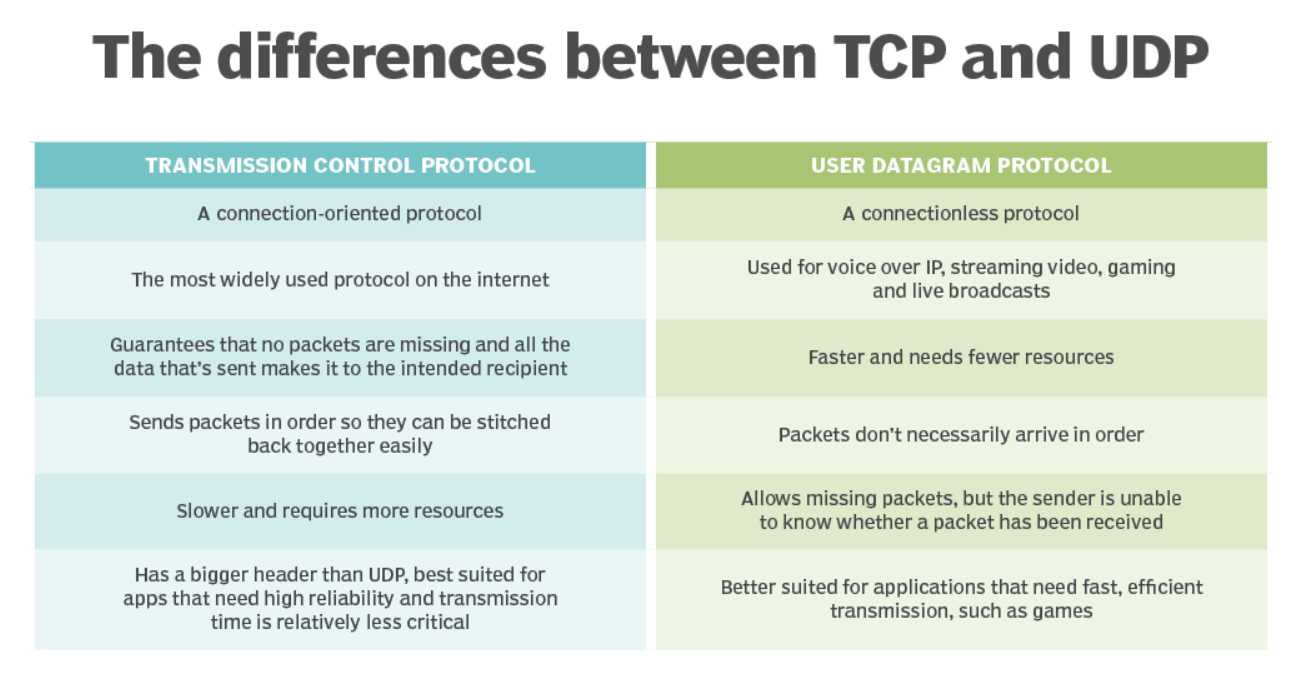 The differences between TCP and UDP
TRANSMISSION CONTROL PROTOCOL
USER DATAGRAM PROTOCOL
A connection-oriented protocol
A connectionless protocol
The most widely used protocol on the internet
Used for voice over IP, streaming video, gaming
and live broadcasts
Guarantees that no packets are missing and all the
data that's sent makes it to the intended recipient
Faster and needs fewer resources
Sends packets in order so they can be stitched
back together easily
Packets don't necessarily arrive in order
Slower and requires more resources
Allows missing packets, but the sender is unable
to know whether a packet has been received
Has a bigger header than UDP, best suited for
apps that need high reliability and transmission
time is relatively less critical
Better suited for applications that need fast, efficient
transmission, such as games